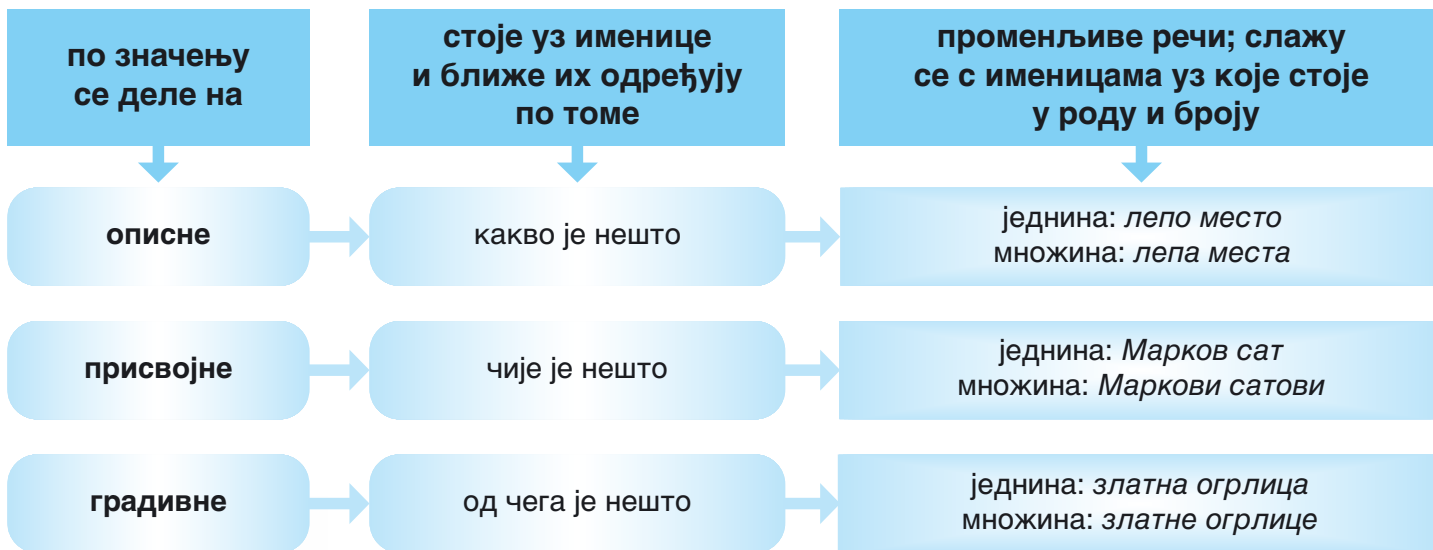 по значењу
се деле на
стоје уз именице
и ближе их одређују
по томе
променљиве речи; слажу
се с именицама уз које стоје
у роду и броју
описне
какво је нешто
једнина: лепо место
множина: лепа места
присвојне
чије је нешто
једнина: Марков сат
множина: Маркови сатови
градивне
од чега је нешто
једнина: златна огрлица
множина: златне огрлице